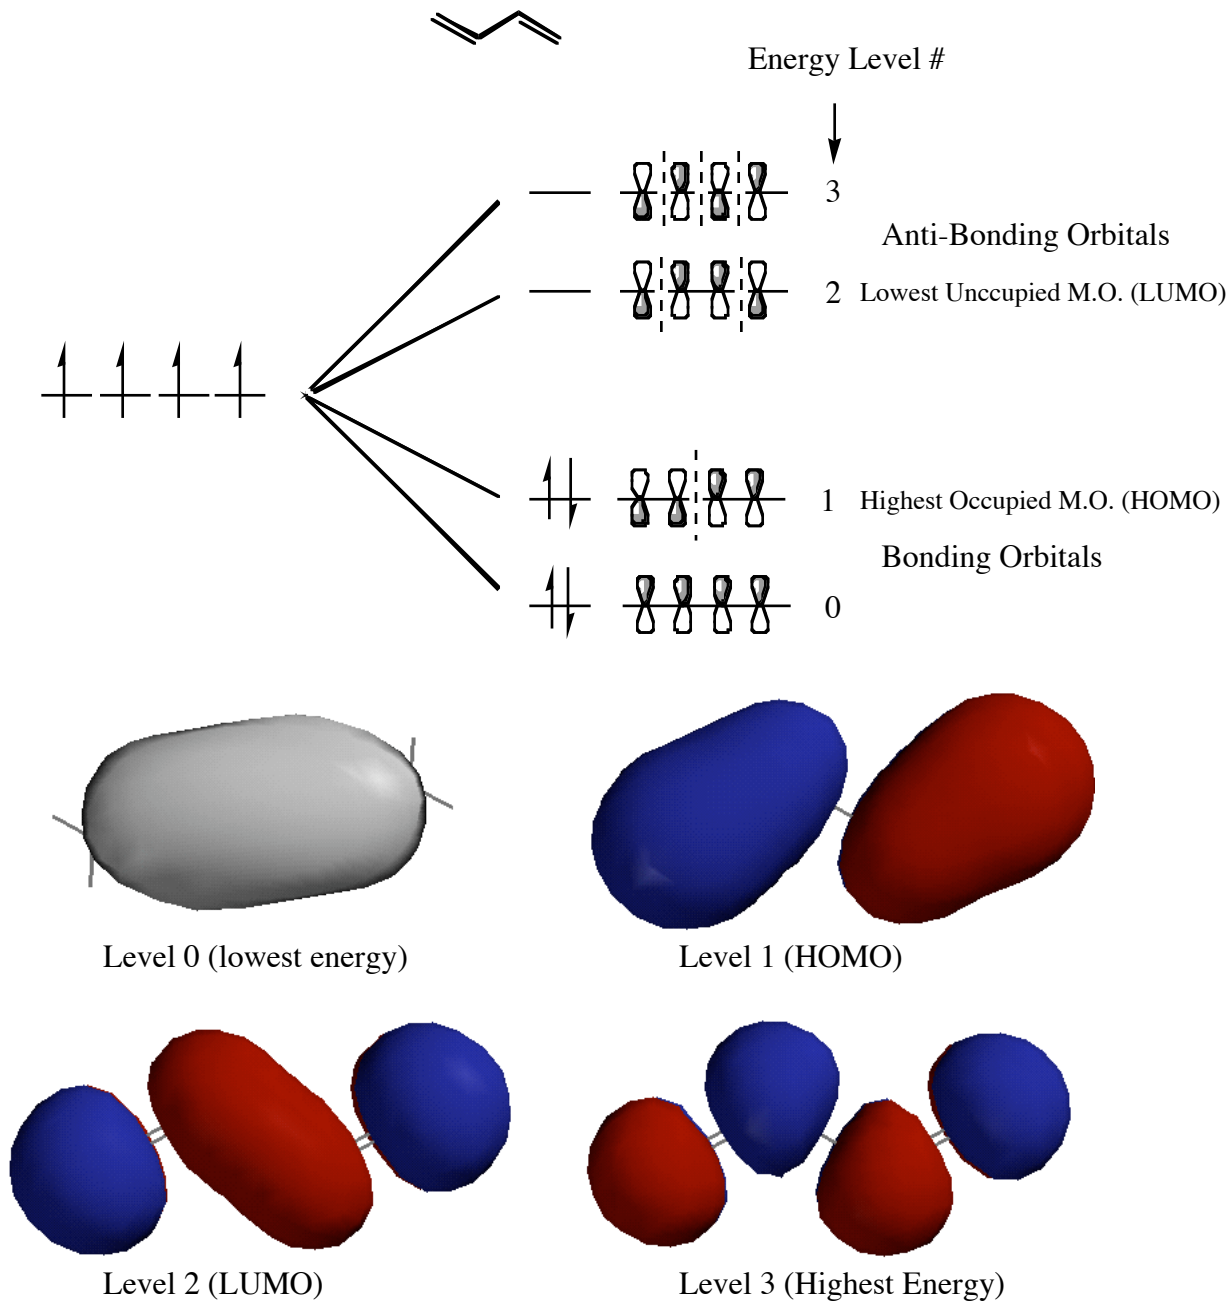 Energy Level #
3
Anti-Bonding Orbitals
2 Lowest Unccupied M.O. (LUMO)
1 Highest Occupied M.O. (HOMO)
Bonding Orbitals
0
Level 0 (lowest energy)
Level 1 (HOMO)
Level 2 (LUMO)
Level 3 (Highest Energy)